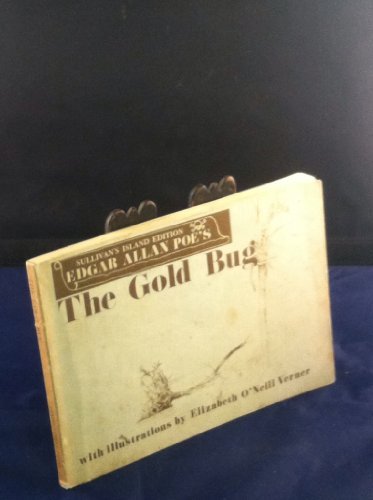 SULLIVAN'S ISLAND EDITION
EDGAR ALLAN POE'S
The Gold Bug
with illustrations by Elizabeth O'Neill Verner